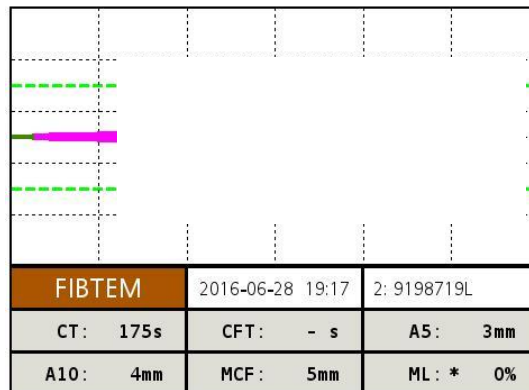 FIBTEM 2016-06-28 19:17 2: 9198719L
CT: 175s CFT: - s A5: 3mm
A10: 4mm MCF: 5mm ML: * 0%